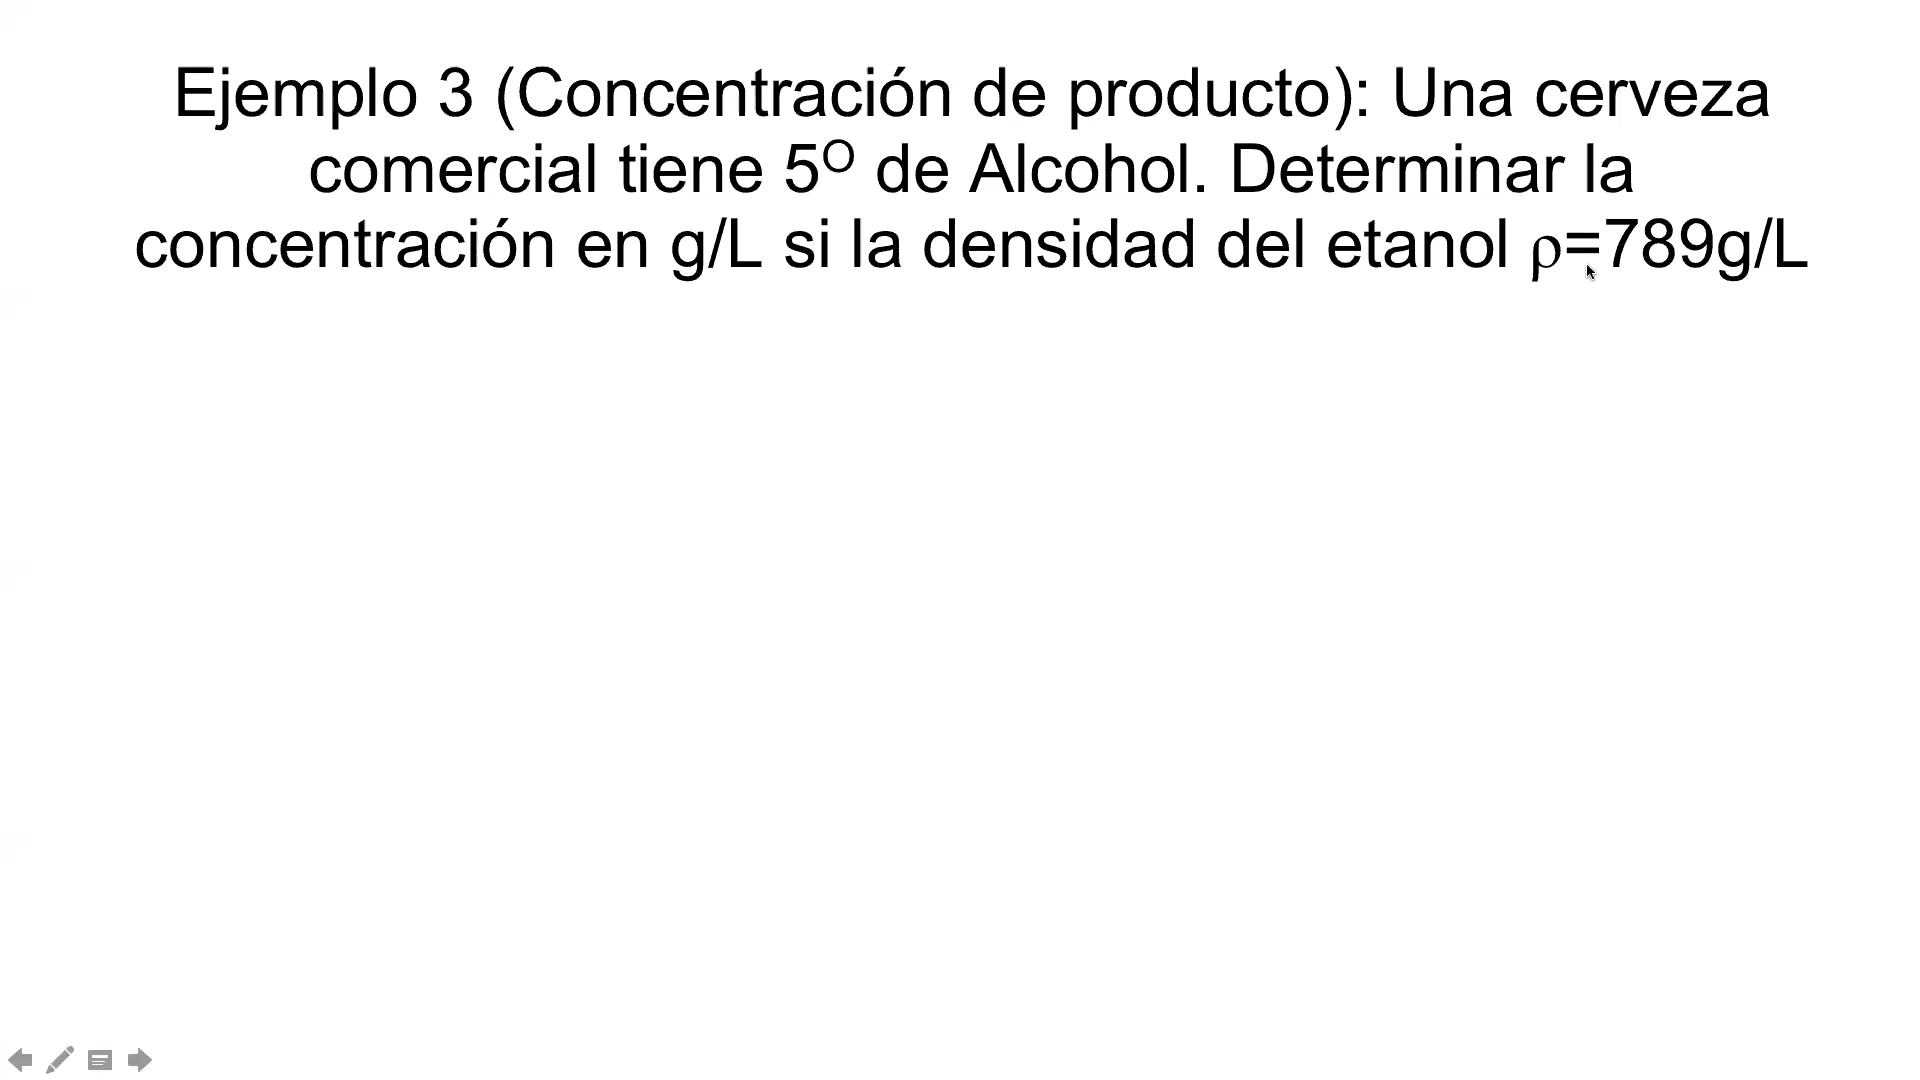 Ejemplo 3 (Concentración de producto): Una cerveza
comercial tiene 5º de Alcohol. Determinar la
concentración en g/L si la densidad del etanol ρ=789g/L